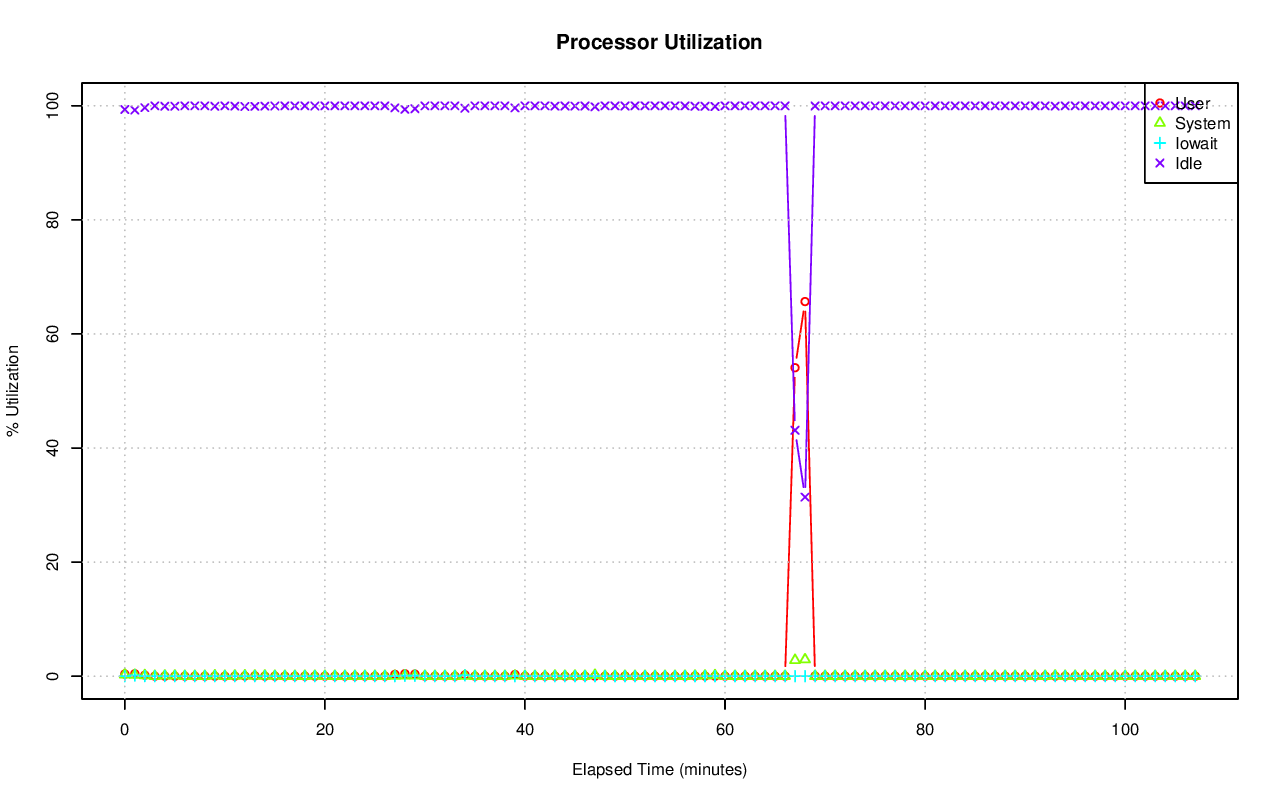 Processor Utilization
% Utilization
100
80
60
40
20
0
User
System
Iowait
Idle
0 20 40 60 80 100
Elapsed Time (minutes)